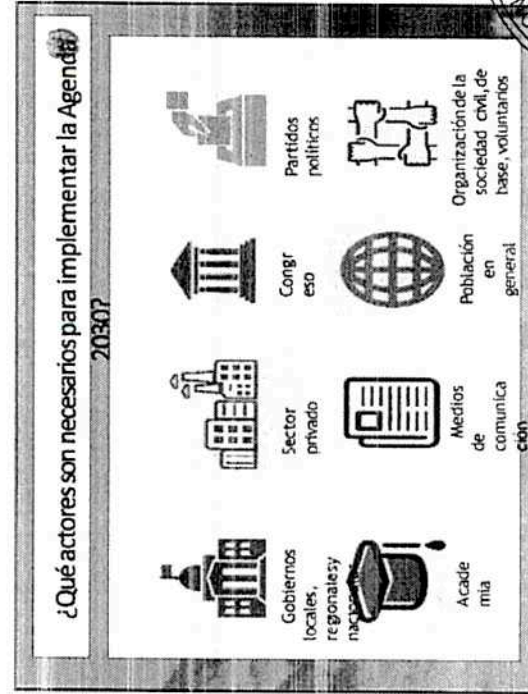 ¿Qué actores son necesarios para implementar la Agenda
2030?
Gobiernos
locales,
regionales y
Sector
privado
Congr
eso
Partidos
políticos
Acade
mia
Medios
de
comunica
ción
Población
en
general
Organización de la
sociedad civil, de
base, voluntarios